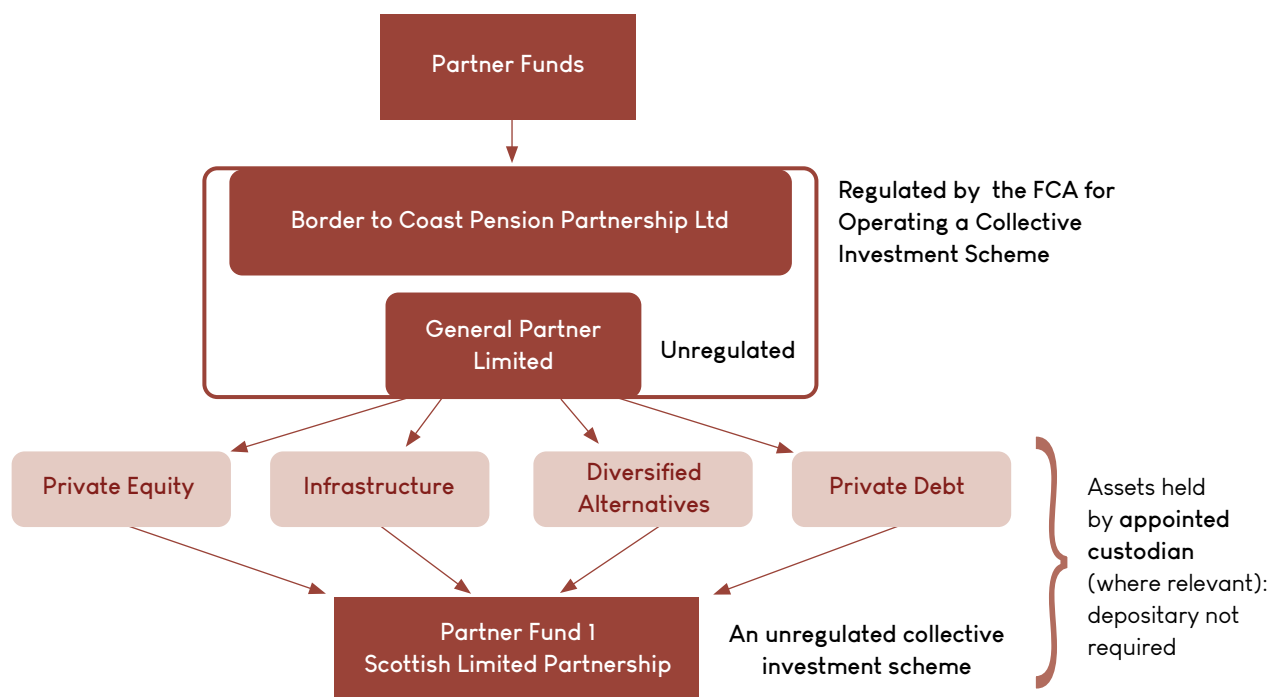 Partner Funds
Border to Coast Pension Partnership Ltd
Regulated by the FCA for
Operating a Collective
Investment Scheme
General Partner
Limited
Unregulated
Private Equity
Infrastructure
Diversified
Alternatives
Private Debt
Assets held
by appointed
custodian
(where relevant):
depositary not
required
Partner Fund 1
Scottish Limited Partnership
An unregulated collective
investment scheme